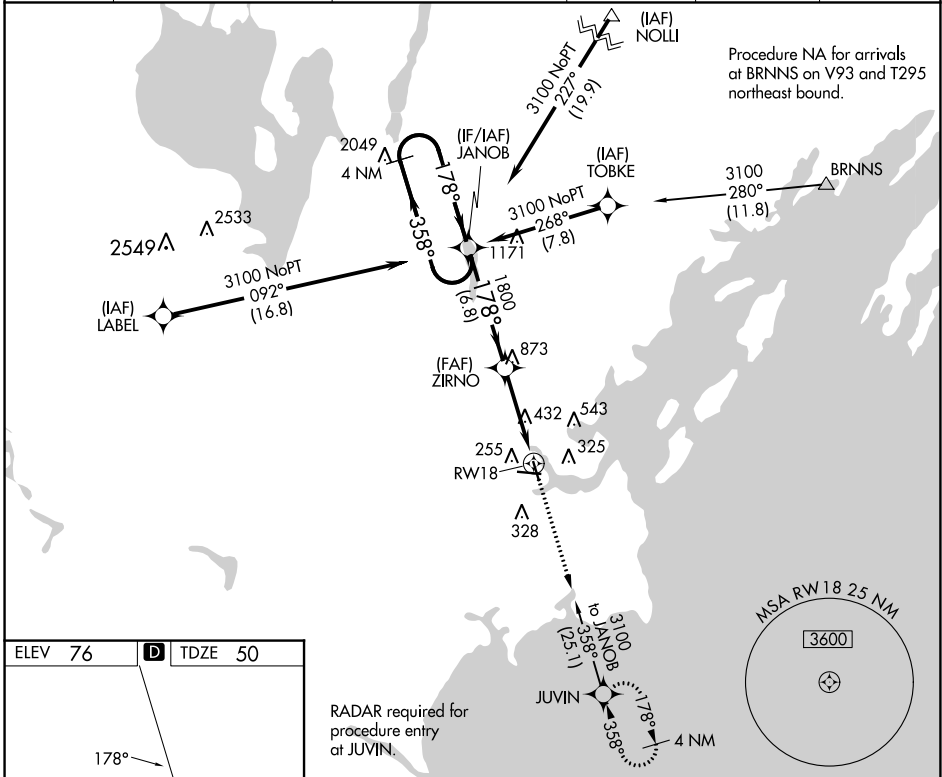 (IAF)
NOLLI
Procedure NA for arrivals
at BRNNS on V93 and T295
northeast bound.
3100 NoPT
227°
(19.9)
2049
4 NM
(IF/IAF)
JANOB
178°
358°
(IAF)
TOBKE
3100
280°
(11.8)
BRNNS
3100 NoPT
268°
(7.8)
1171
2533
2549
3100 NoPT
092°
(16.8)
(IAF)
LABEL
1800
178°
(6.8)
873
(FAF)
ZIRNO
432
543
255
325
RW18
328
3100
to JANOB
358°
(25.1)
JUVIN
178°
358°
4 NM
MSA RW18 25 NM
3600
ELEV 76 D TDZE 50
178°
RADAR required for
procedure entry
at JUVIN.